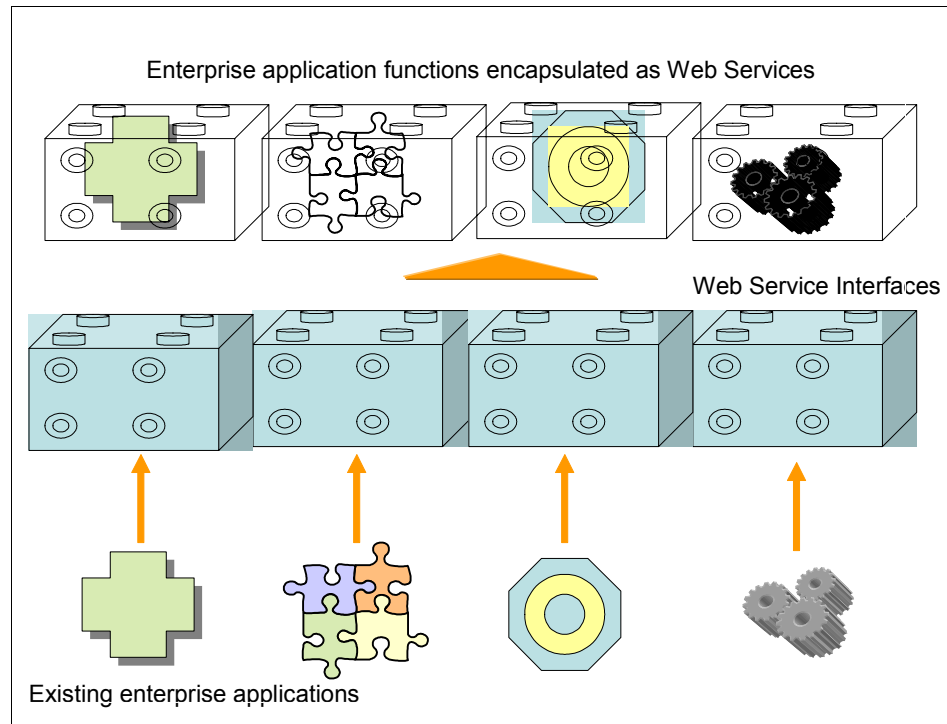 Enterprise application functions encapsulated as Web Services
Web Service Interfaces
Existing enterprise applications